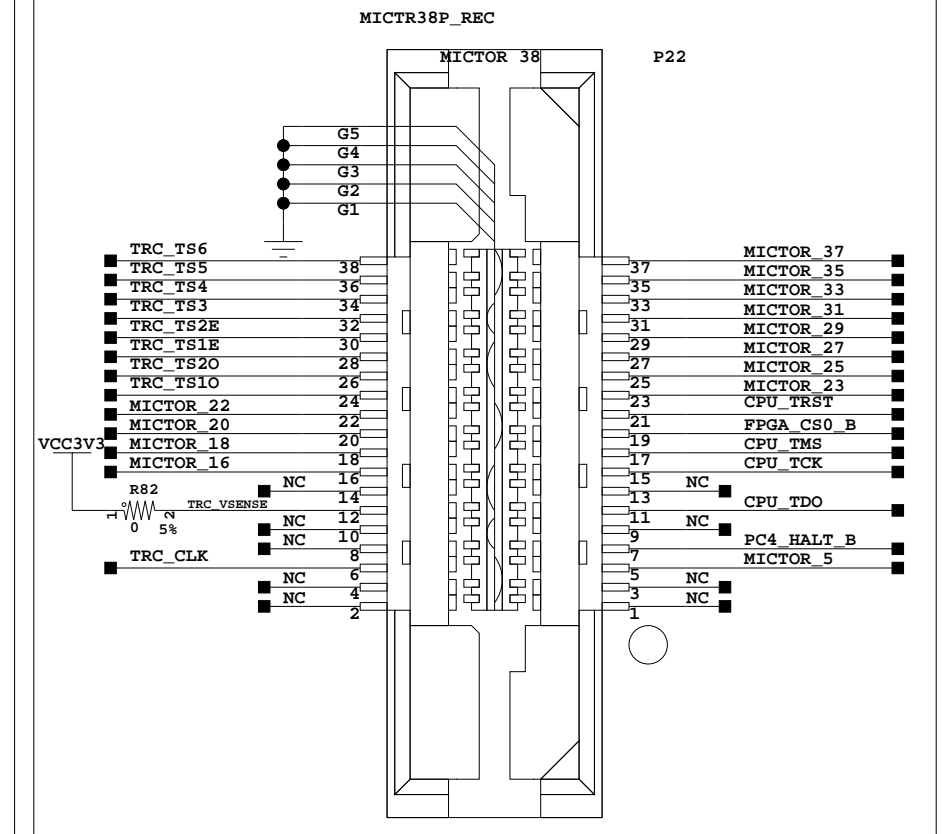 MICTR38P_REC
MICTOR 38
P22
G5
G4
G3
G2
G1
TRC_TS6 38 37 MICTOR_37
TRC_TS5 36 35 MICTOR_35
TRC_TS4 34 33 MICTOR_33
TRC_TS3 32 31 MICTOR_31
TRC_TS2E 30 29 MICTOR_29
TRC_TS1E 28 27 MICTOR_27
TRC_TS2O 26 25 MICTOR_25
TRC_TS1O 24 23 MICTOR_23
MICTOR_22 22 21 CPU_TRST
MICTOR_20 20 19 FPGA_CS0_B
MICTOR_18 18 17 CPU_TMS
MICTOR_16 16 15 CPU_TCK
NC 14 13 NC
VCC3V3 R82 1 2 0 5% TRC_VSENSE 12 11 CPU_TDO
NC 10 9 NC
NC 8 7 PC4_HALT_B
TRC_CLK 6 5 MICTOR_5
NC 4 3 NC
NC 2 1 NC